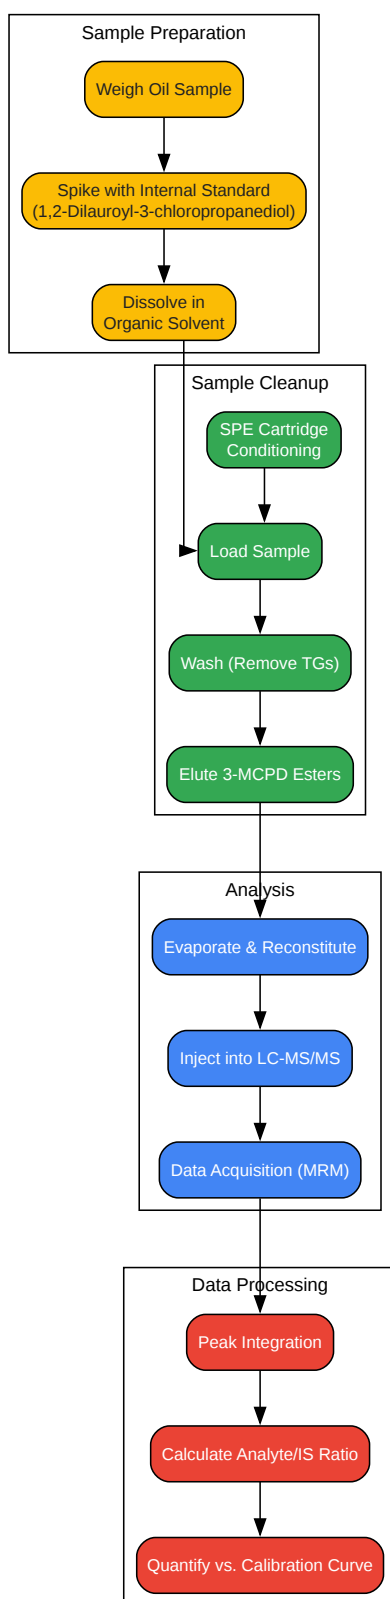 Sample Preparation
Weigh Oil Sample
Spike with Internal Standard
(1,2-Dilauroyl-3-chloropropanediol)
Dissolve in
Organic Solvent
Sample Cleanup
SPE Cartridge
Conditioning
Load Sample
Wash (Remove TGs)
Elute 3-MCPD Esters
Analysis
Evaporate & Reconstitute
Inject into LC-MS/MS
Data Acquisition (MRM)
Data Processing
Peak Integration
Calculate Analyte/IS Ratio
Quantify vs. Calibration Curve